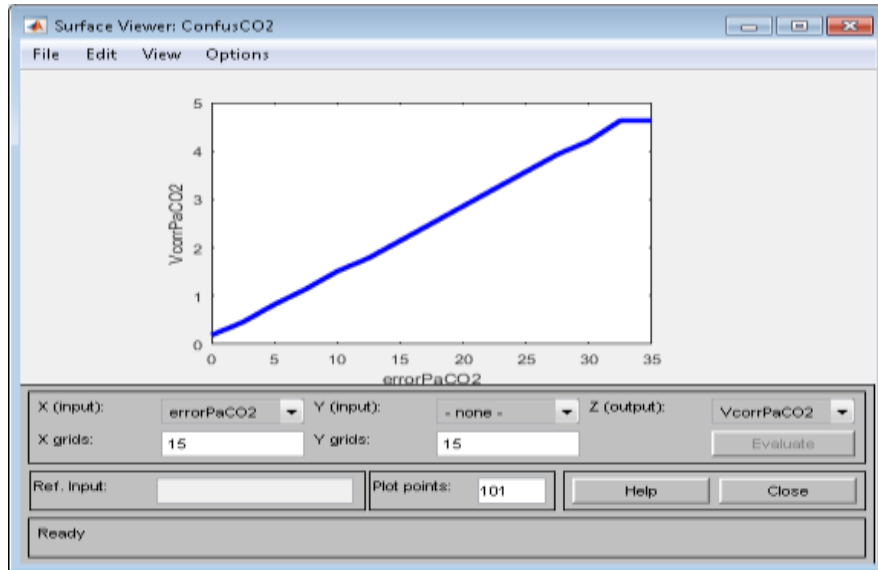 Surface Viewer: ConfusCO2
File Edit View Options
5
4
3
2
1
0
VcorrPaCO2
0 5 10 15 20 25 30 35
errorPaCO2
X (input): errorPaCO2 Y (input): - none - Z (output): VcorrPaCO2
X grids: 15 Y grids: 15 Evaluate
Ref. Input: Plot points: 101 Help Close
Ready